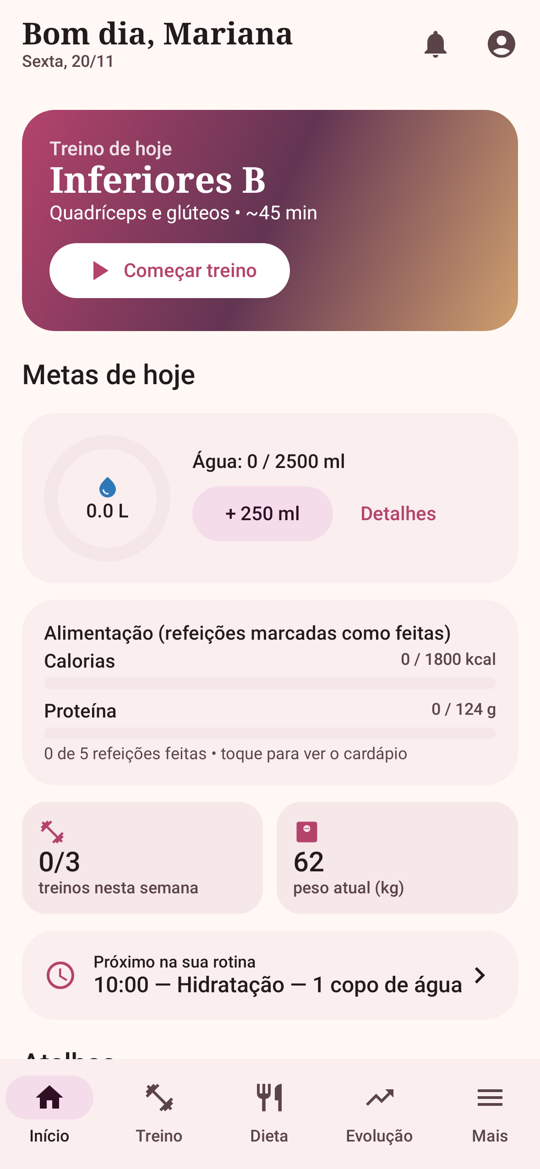 Bom dia, Mariana
Sexta, 20/11
Treino de hoje
Inferiores B
Quadríceps e glúteos • ~45 min
Começar treino
Metas de hoje
0.0 L
Água: 0 / 2500 ml
+ 250 ml
Detalhes
Alimentação (refeições marcadas como feitas)
Calorias
0 / 1800 kcal
Proteína
0 / 124 g
0 de 5 refeições feitas • toque para ver o cardápio
0/3
treinos nesta semana
62
peso atual (kg)
Próximo na sua rotina
10:00 — Hidratação — 1 copo de água
Atalhos
Início
Treino
Dieta
Evolução
Mais